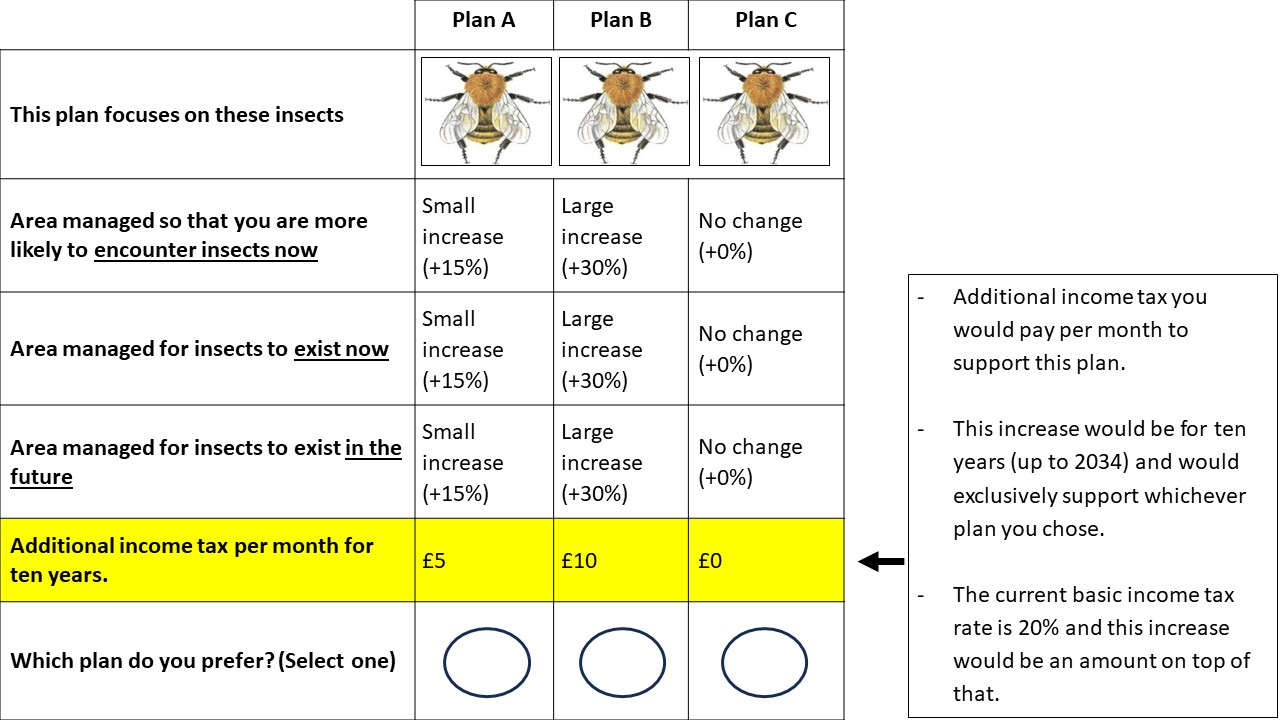 Plan A
Plan B
Plan C
This plan focuses on these insects
Area managed so that you are more
likely to encounter insects now
Small
increase
(+15%)
Large
increase
(+30%)
No change
(+0%)
Area managed for insects to exist now
Small
increase
(+15%)
Large
increase
(+30%)
No change
(+0%)
Area managed for insects to exist in the
future
Small
increase
(+15%)
Large
increase
(+30%)
No change
(+0%)
Additional income tax per month for
ten years.
£5
£10
£0
Which plan do you prefer? (Select one)
- Additional income tax you
would pay per month to
support this plan.
- This increase would be for ten
years (up to 2034) and would
exclusively support whichever
plan you chose.
- The current basic income tax
rate is 20% and this increase
would be an amount on top of
that.